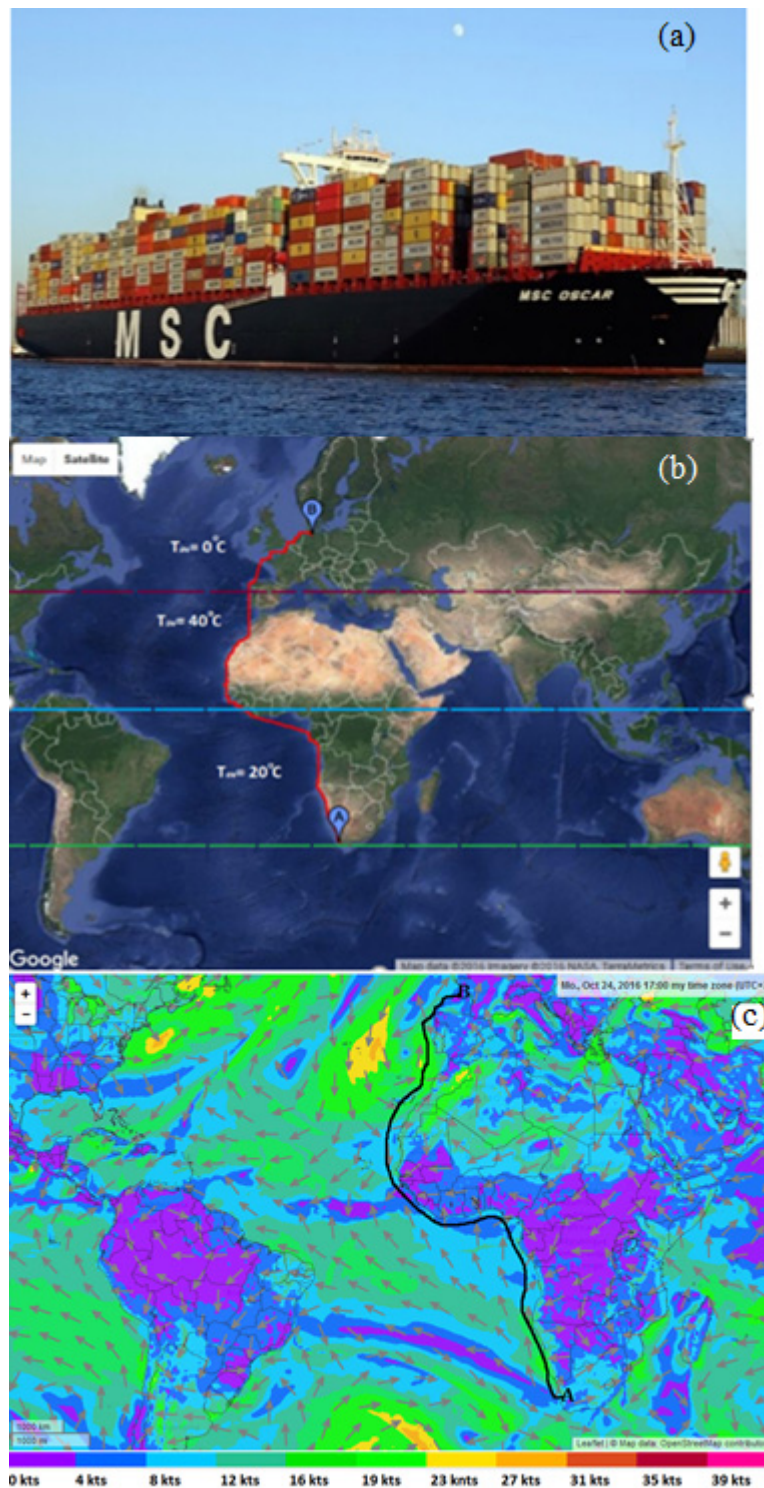 (a)
MSC OSCAR
MSC
Map Satellite
(b)
B
= 0°C
= 40°C
= 20°C
A
+
−
Google
Map data ©2016 Imagery ©2016 NASA, TerraMetrics Terms of Use
+
−
Mo., Oct 24, 2016 17:00 my time zone (UTC+
B
(c)
A
1000 km
1000 mi
Leaflet | © Map data: OpenStreetMap contributo
0 kts 4 kts 8 kts 12 kts 16 kts 19 kts 23 knts 27 kts 31 kts 35 kts 39 kts